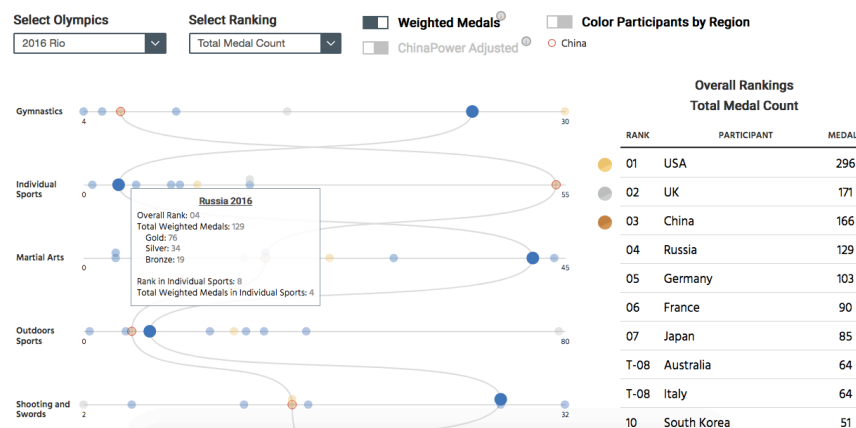 Select Olympics
2016 Rio
Select Ranking
Total Medal Count
Weighted Medals
ChinaPower Adjusted
Color Participants by Region
China
Overall Rankings
Total Medal Count
RANK PARTICIPANT MEDAL
01 USA 296
02 UK 171
03 China 166
04 Russia 129
05 Germany 103
06 France 90
07 Japan 85
T-08 Australia 64
T-08 Italy 64
10 South Korea 51
Gymnastics
4 30
Individual
Sports
0 55
Russia 2016
Overall Rank: 04
Total Weighted Medals: 129
Gold: 76
Silver: 34
Bronze: 19
Rank in Individual Sports: 8
Total Weighted Medals in Individual Sports: 4
Martial Arts
0 45
Outdoors
Sports
0 80
Shooting and
Swords
2 32